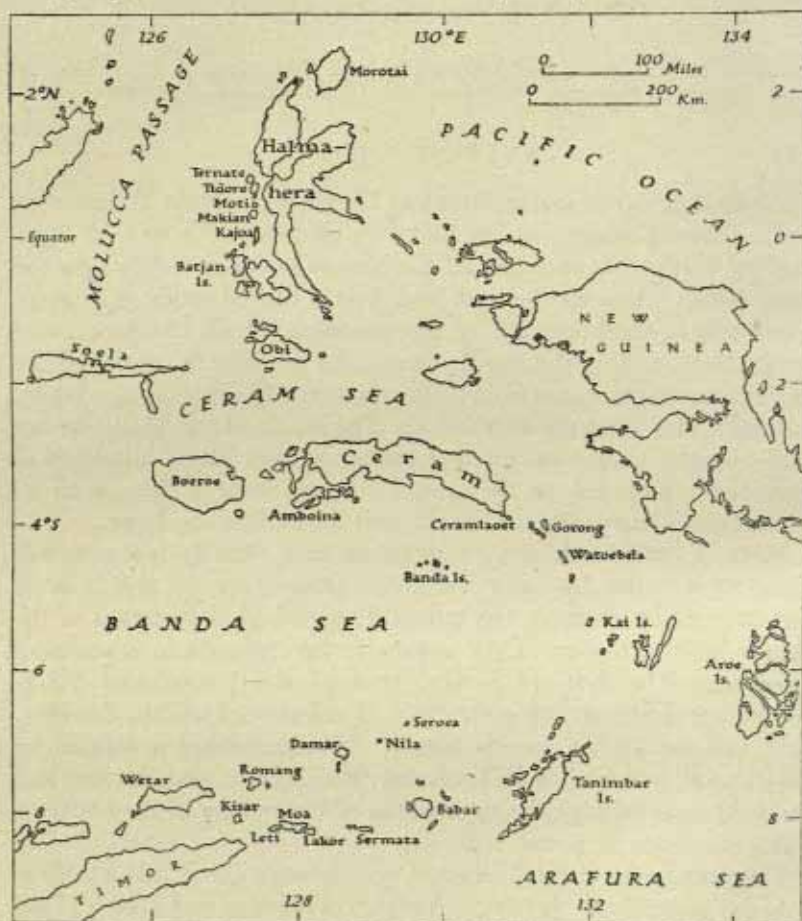 126
130°E
134
0 100 Miles
0 200 Km.
2°N
2
Morotai
MOLUCCA PASSAGE
PACIFIC OCEAN
Halma-
hera
Ternate
Tidore
Moti
Makian
Kajoa
Equator
0
Batjan
Is.
NEW
GUINEA
Obi
Soela
2
CERAM SEA
Ceram
Boeroe
Amboina
4°S
Ceramlaoet
Gorong
Watoebela
Banda Is.
BANDA SEA
Kai Is.
Aroe
Is.
6
Seroea
Damar
Nila
Wetar
Romang
Tanimbar
Is.
Kisar
Moa
Babar
8
8
Leti
Lakor
Sermata
TIMOR
ARAFURA SEA
128
132